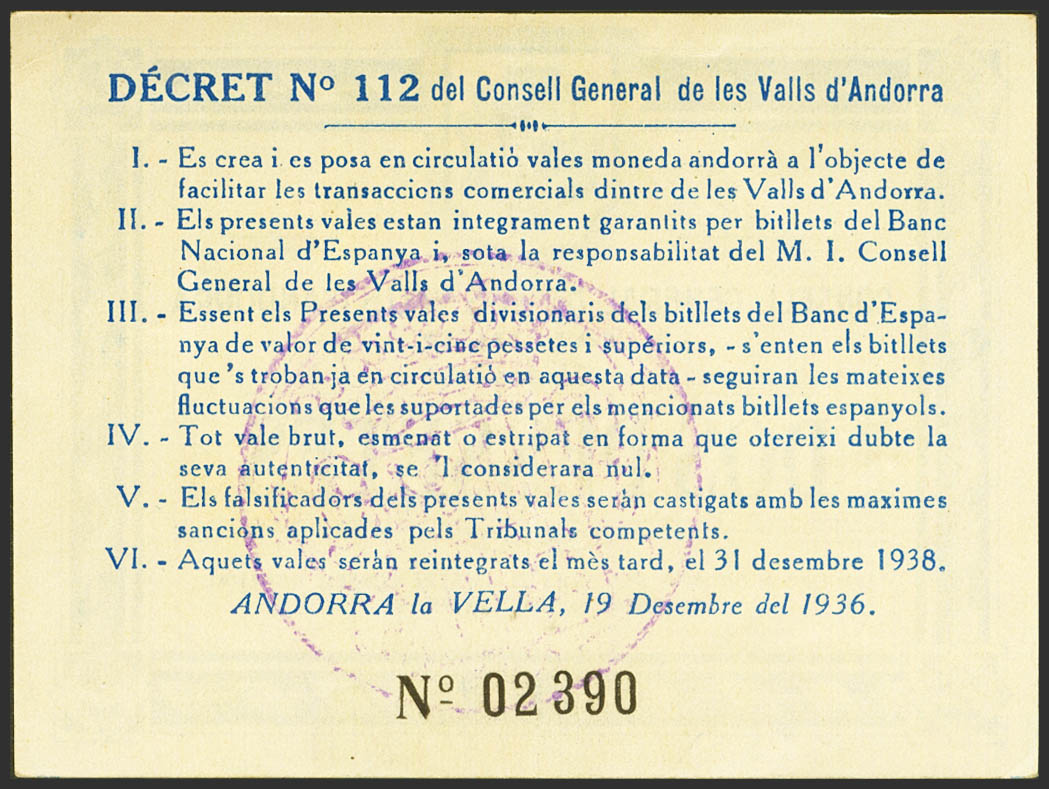 DÉCRET Nº 112 del Consell General de les Valls d'Andorra
I. - Es crea i es posa en circulatiò vales moneda andorrà a l'objecte de
facilitar les transaccions comercials dintre de les Valls d'Andorra.
II. - Els presents vales estan integrament garantits per bitllets del Banc
Nacional d'Espanya i, sota la responsabilitat del M. I. Consell
General de les Valls d'Andorra.
III. - Essent els Presents vales divisionaris dels bitllets del Banc d'Espa-
nya de valor de vint-i-cinc pessetes i superiors, - s'enten els bitllets
que 's troban ja en circulatiò en aquesta data - seguiran les mateixes
fluctuacions que les suportades per els mencionats bitllets espanyols.
IV. - Tot vale brut, esmenat o estripat en forma que ofereixi dubte la
seva autenticitat, se 'l considerara nul.
V. - Els falsificadors dels presents vales seràn castigats amb les maximes
sancions aplicades pels Tribunals competents.
VI. - Aquets vales seràn reintegrats el mès tard, el 31 desembre 1938.
ANDORRA la VELLA, 19 Desembre del 1936.
Nº 02390